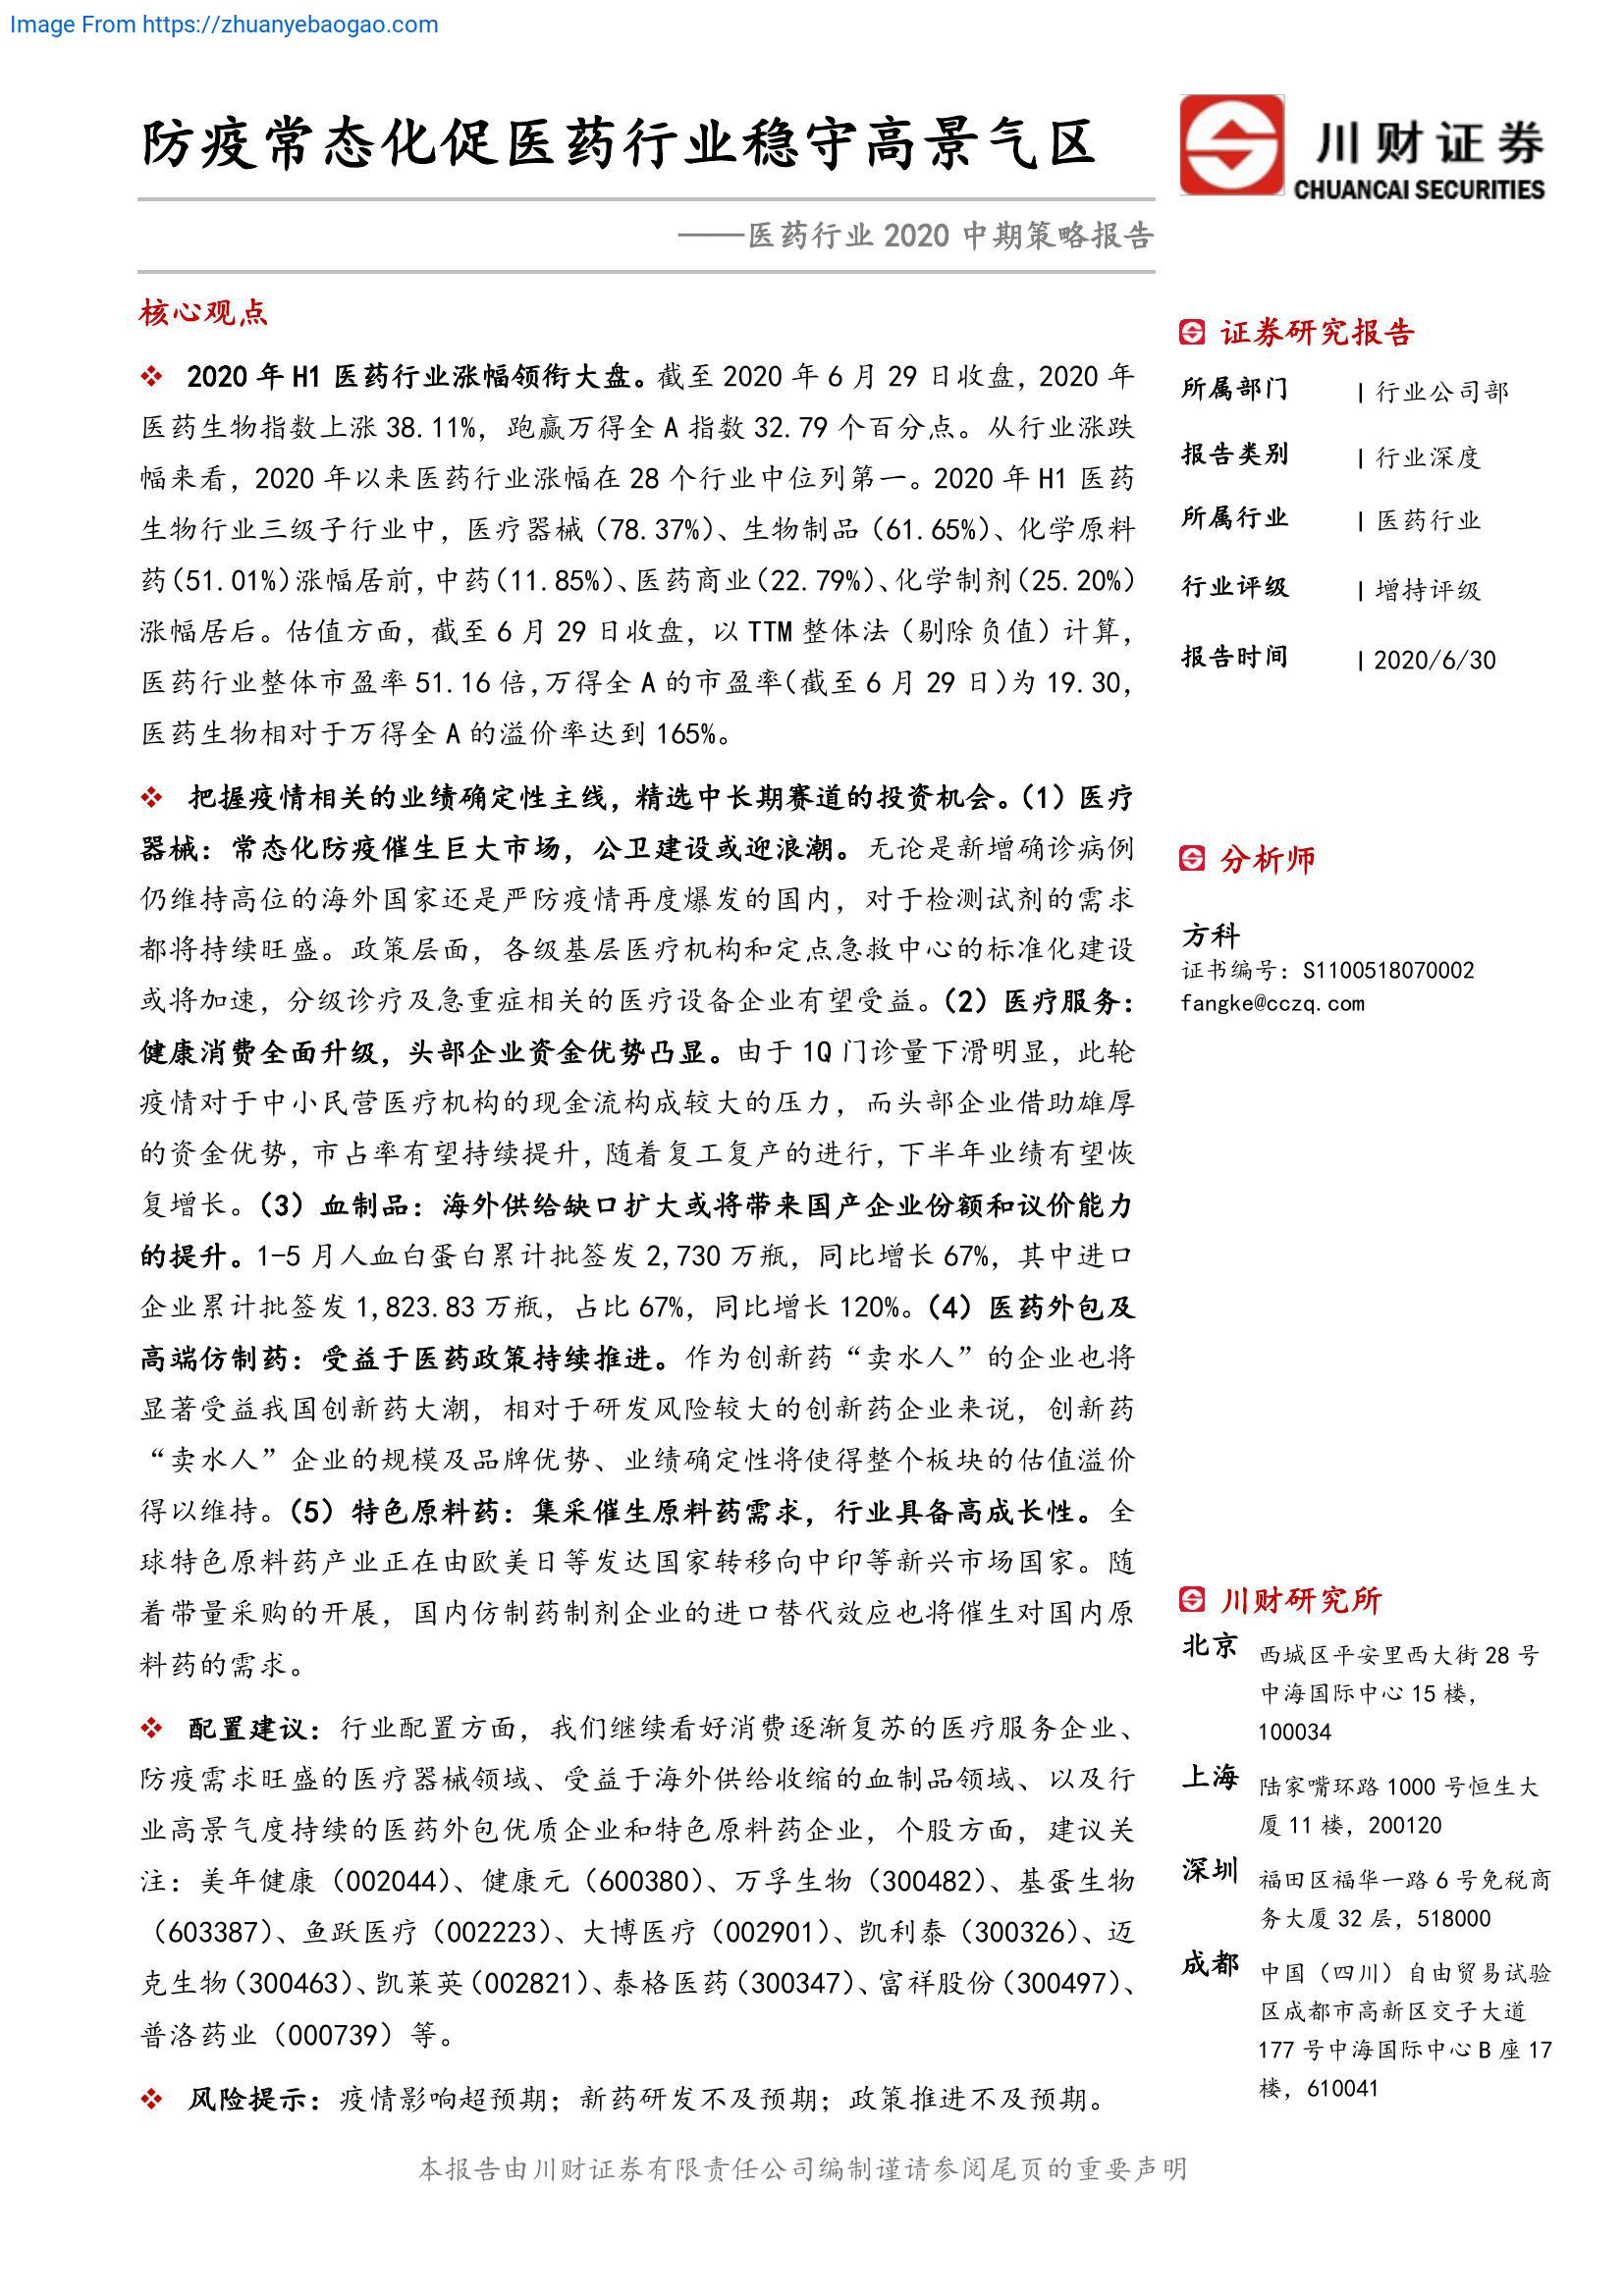 Image From https://zhuanyebaogao.com
防疫常态化促医药行业稳守高景气区
——医药行业 2020 中期策略报告
川财证券
CHUANCAI SECURITIES
核心观点
❖ 2020 年 H1 医药行业涨幅领衔大盘。截至 2020 年 6 月 29 日收盘，2020 年
医药生物指数上涨 38.11%，跑赢万得全 A 指数 32.79 个百分点。从行业涨跌
幅来看，2020 年以来医药行业涨幅在 28 个行业中位列第一。2020 年 H1 医药
生物行业三级子行业中，医疗器械（78.37%）、生物制品（61.65%）、化学原料
药（51.01%）涨幅居前，中药（11.85%）、医药商业（22.79%）、化学制剂（25.20%）
涨幅居后。估值方面，截至 6 月 29 日收盘，以 TTM 整体法（剔除负值）计算，
医药行业整体市盈率 51.16 倍，万得全 A 的市盈率（截至 6 月 29 日）为 19.30，
医药生物相对于万得全 A 的溢价率达到 165%。
❖ 把握疫情相关的业绩确定性主线，精选中长期赛道的投资机会。（1）医疗
器械：常态化防疫催生巨大市场，公卫建设或迎浪潮。无论是新增确诊病例
仍维持高位的海外国家还是严防疫情再度爆发的国内，对于检测试剂的需求
都将持续旺盛。政策层面，各级基层医疗机构和定点急救中心的标准化建设
或将加速，分级诊疗及急重症相关的医疗设备企业有望受益。（2）医疗服务：
健康消费全面升级，头部企业资金优势凸显。由于 1Q 门诊量下滑明显，此轮
疫情对于中小民营医疗机构的现金流构成较大的压力，而头部企业借助雄厚
的资金优势，市占率有望持续提升，随着复工复产的进行，下半年业绩有望恢
复增长。（3）血制品：海外供给缺口扩大或将带来国产企业份额和议价能力
的提升。1-5 月人血白蛋白累计批签发 2,730 万瓶，同比增长 67%，其中进口
企业累计批签发 1,823.83 万瓶，占比 67%，同比增长 120%。（4）医药外包及
高端仿制药：受益于医药政策持续推进。作为创新药“卖水人”的企业也将
显著受益我国创新药大潮，相对于研发风险较大的创新药企业来说，创新药
“卖水人”企业的规模及品牌优势、业绩确定性将使得整个板块的估值溢价
得以维持。（5）特色原料药：集采催生原料药需求，行业具备高成长性。全
球特色原料药产业正在由欧美日等发达国家转移向中印等新兴市场国家。随
着带量采购的开展，国内仿制药制剂企业的进口替代效应也将催生对国内原
料药的需求。
❖ 配置建议：行业配置方面，我们继续看好消费逐渐复苏的医疗服务企业、
防疫需求旺盛的医疗器械领域、受益于海外供给收缩的血制品领域、以及行
业高景气度持续的医药外包优质企业和特色原料药企业，个股方面，建议关
注：美年健康（002044）、健康元（600380）、万孚生物（300482）、基蛋生物
（603387）、鱼跃医疗（002223）、大博医疗（002901）、凯利泰（300326）、迈
克生物（300463）、凯莱英（002821）、泰格医药（300347）、富祥股份（300497）、
普洛药业（000739）等。
❖ 风险提示：疫情影响超预期；新药研发不及预期；政策推进不及预期。
证券研究报告
所属部门 | 行业公司部
报告类别 | 行业深度
所属行业 | 医药行业
行业评级 | 增持评级
报告时间 | 2020/6/30
分析师
方科
证书编号：S1100518070002
fangke@cczq.com
川财研究所
北京 西城区平安里西大街 28 号
中海国际中心 15 楼，
100034
上海 陆家嘴环路 1000 号恒生大
厦 11 楼，200120
深圳 福田区福华一路 6 号免税商
务大厦 32 层，518000
成都 中国（四川）自由贸易试验
区成都市高新区交子大道
177 号中海国际中心 B 座 17
楼，610041
本报告由川财证券有限责任公司编制谨请参阅尾页的重要声明